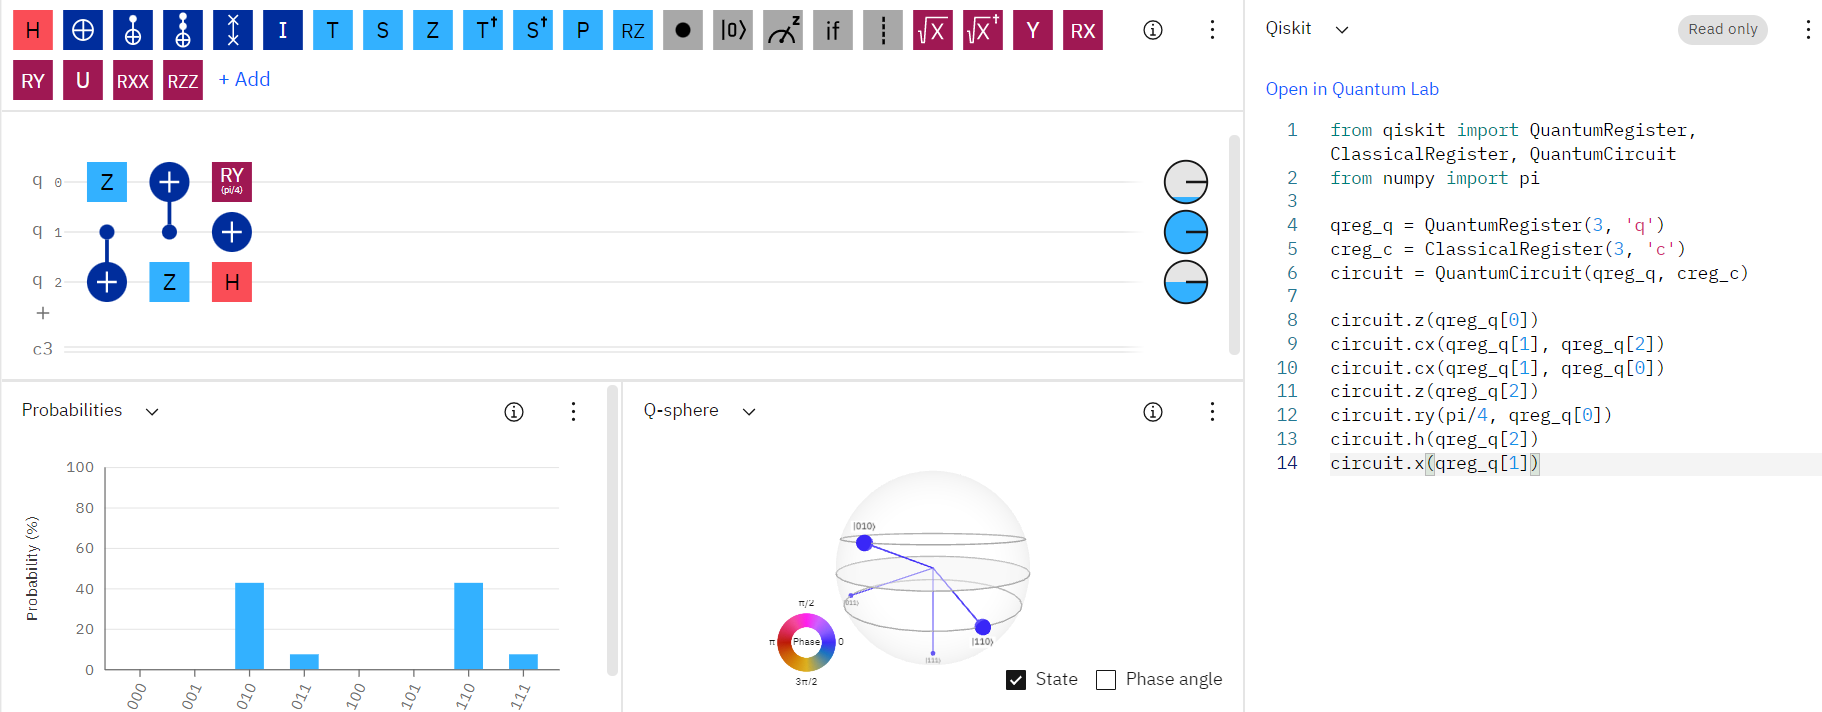 H I T S Z T† S† P RZ |0⟩ z if √X √X† Y RX
RY U RXX RZZ + Add
q 0 Z + RY
(pi/4)
q 1 +
q 2 + Z H
+
c3
Probabilities
Probability (%)
100
80
60
40
20
0
000 001 010 011 100 101 110 111
Q-sphere
|010⟩
|011⟩
|110⟩
|111⟩
π/2
π Phase 0
3π/2
State Phase angle
Qiskit Read only
Open in Quantum Lab
1 from qiskit import QuantumRegister,
ClassicalRegister, QuantumCircuit
2 from numpy import pi
3
4 qreg_q = QuantumRegister(3, 'q')
5 creg_c = ClassicalRegister(3, 'c')
6 circuit = QuantumCircuit(qreg_q, creg_c)
7
8 circuit.z(qreg_q[0])
9 circuit.cx(qreg_q[1], qreg_q[2])
10 circuit.cx(qreg_q[1], qreg_q[0])
11 circuit.z(qreg_q[2])
12 circuit.ry(pi/4, qreg_q[0])
13 circuit.h(qreg_q[2])
14 circuit.x(qreg_q[1])